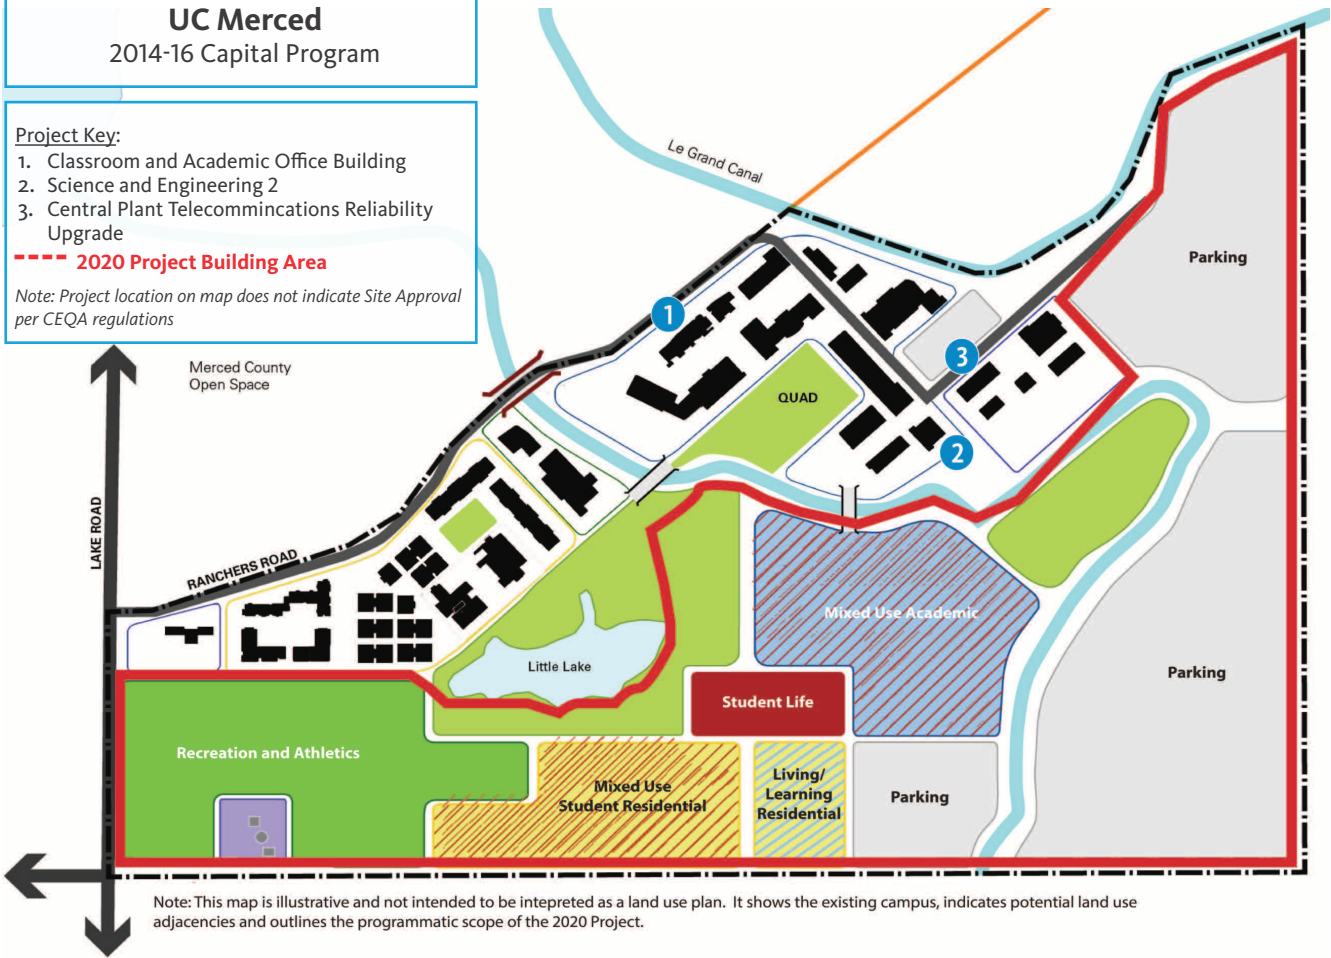 UC Merced
2014-16 Capital Program
Project Key:
1. Classroom and Academic Office Building
2. Science and Engineering 2
3. Central Plant Telecommincations Reliability
Upgrade
2020 Project Building Area
Note: Project location on map does not indicate Site Approval
per CEQA regulations
Le Grand Canal
Parking
1
3
Merced County
Open Space
QUAD
2
LAKE ROAD
RANCHERS ROAD
Mixed Use Academic
Little Lake
Parking
Student Life
Recreation and Athletics
Mixed Use
Student Residential
Living/
Learning
Residential
Parking
Note: This map is illustrative and not intended to be intepreted as a land use plan. It shows the existing campus, indicates potential land use
adjacencies and outlines the programmatic scope of the 2020 Project.